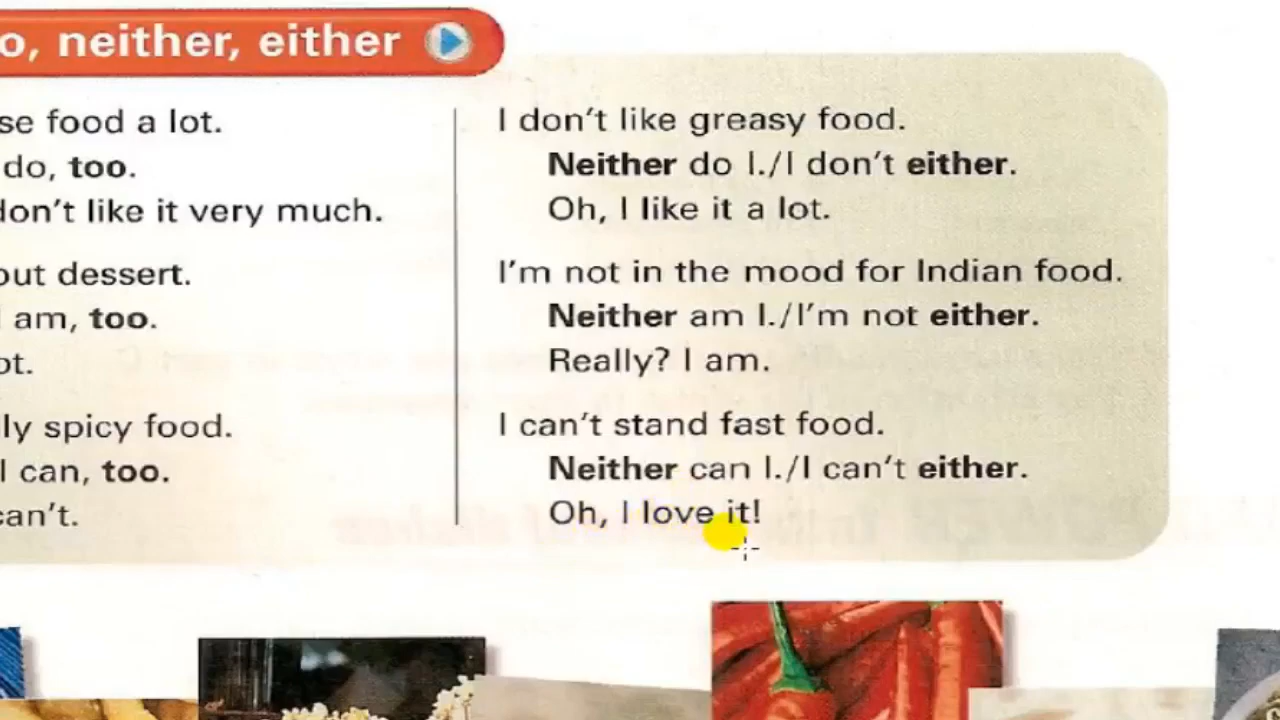 o, neither, either
se food a lot.
do, too.
don't like it very much.
out dessert.
I am, too.
ot.
lly spicy food.
I can, too.
can't.
I don't like greasy food.
Neither do I./I don't either.
Oh, I like it a lot.
I'm not in the mood for Indian food.
Neither am I./I'm not either.
Really? I am.
I can't stand fast food.
Neither can I./I can't either.
Oh, I love it!